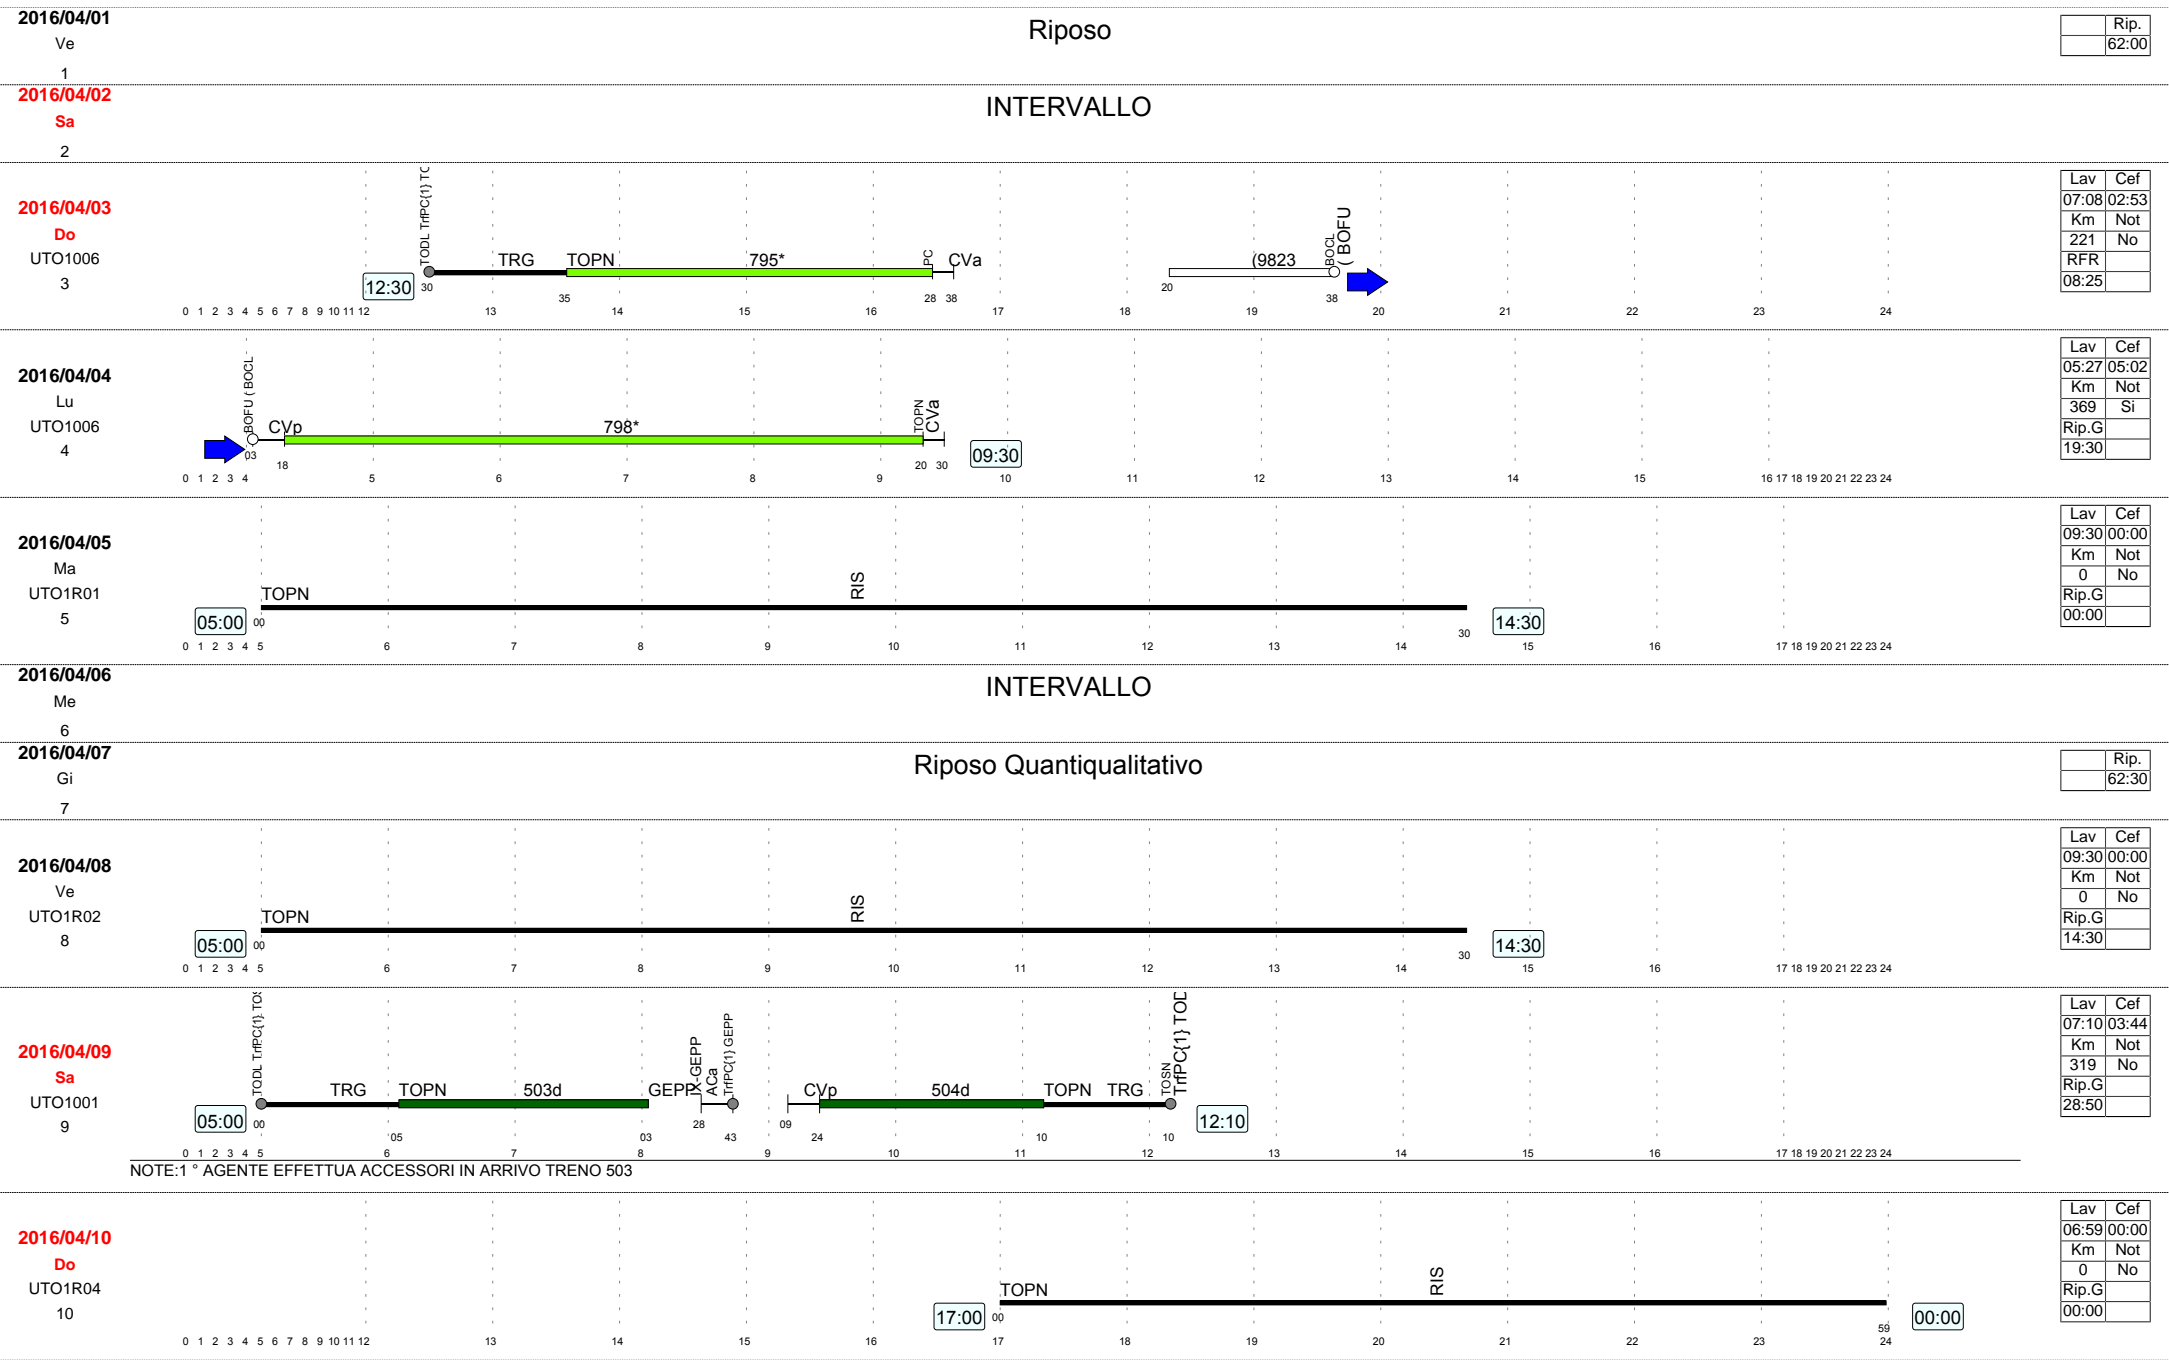 2016/04/01
Ve
1
Riposo
Rip.
62:00
2016/04/02
Sa
2
INTERVALLO
2016/04/03
Do
UTO1006
3
12:30
TODL TrfPC{1} TO
30
TRG
TOPN
35
795*
PC
28
CVa
38
(9823
20
BOCL
38
( BOFU
0 1 2 3 4 5 6 7 8 9 10 11 12 13 14 15 16 17 18 19 20 21 22 23 24
Lav Cef
07:08 02:53
Km Not
221 No
RFR
08:25
2016/04/04
Lu
UTO1006
4
BOFU ( BOCL
03
CVp
18
798*
TOPN
20
CVa
30
09:30
0 1 2 3 4 5 6 7 8 9 10 11 12 13 14 15 16 17 18 19 20 21 22 23 24
Lav Cef
05:27 05:02
Km Not
369 Si
Rip.G
19:30
2016/04/05
Ma
UTO1R01
5
05:00
00
TOPN
RIS
30
14:30
0 1 2 3 4 5 6 7 8 9 10 11 12 13 14 15 16 17 18 19 20 21 22 23 24
Lav Cef
09:30 00:00
Km Not
0 No
Rip.G
00:00
2016/04/06
Me
6
INTERVALLO
2016/04/07
Gi
7
Riposo Quantiqualitativo
Rip.
62:30
2016/04/08
Ve
UTO1R02
8
05:00
00
TOPN
RIS
30
14:30
0 1 2 3 4 5 6 7 8 9 10 11 12 13 14 15 16 17 18 19 20 21 22 23 24
Lav Cef
09:30 00:00
Km Not
0 No
Rip.G
14:30
2016/04/09
Sa
UTO1001
9
05:00
TODL TrfPC{1} TOS
00
TRG
TOPN
05
503d
GEPP
03
IX-GEPP
28
ACa
TrfPC{1} GEPP
43
09
CVp
24
504d
TOPN
10
TRG
TOSN
10
TrfPC{1} TOD
12:10
0 1 2 3 4 5 6 7 8 9 10 11 12 13 14 15 16 17 18 19 20 21 22 23 24
NOTE:1 ° AGENTE EFFETTUA ACCESSORI IN ARRIVO TRENO 503
Lav Cef
07:10 03:44
Km Not
319 No
Rip.G
28:50
2016/04/10
Do
UTO1R04
10
17:00
00
TOPN
RIS
59
00:00
0 1 2 3 4 5 6 7 8 9 10 11 12 13 14 15 16 17 18 19 20 21 22 23 24
Lav Cef
06:59 00:00
Km Not
0 No
Rip.G
00:00